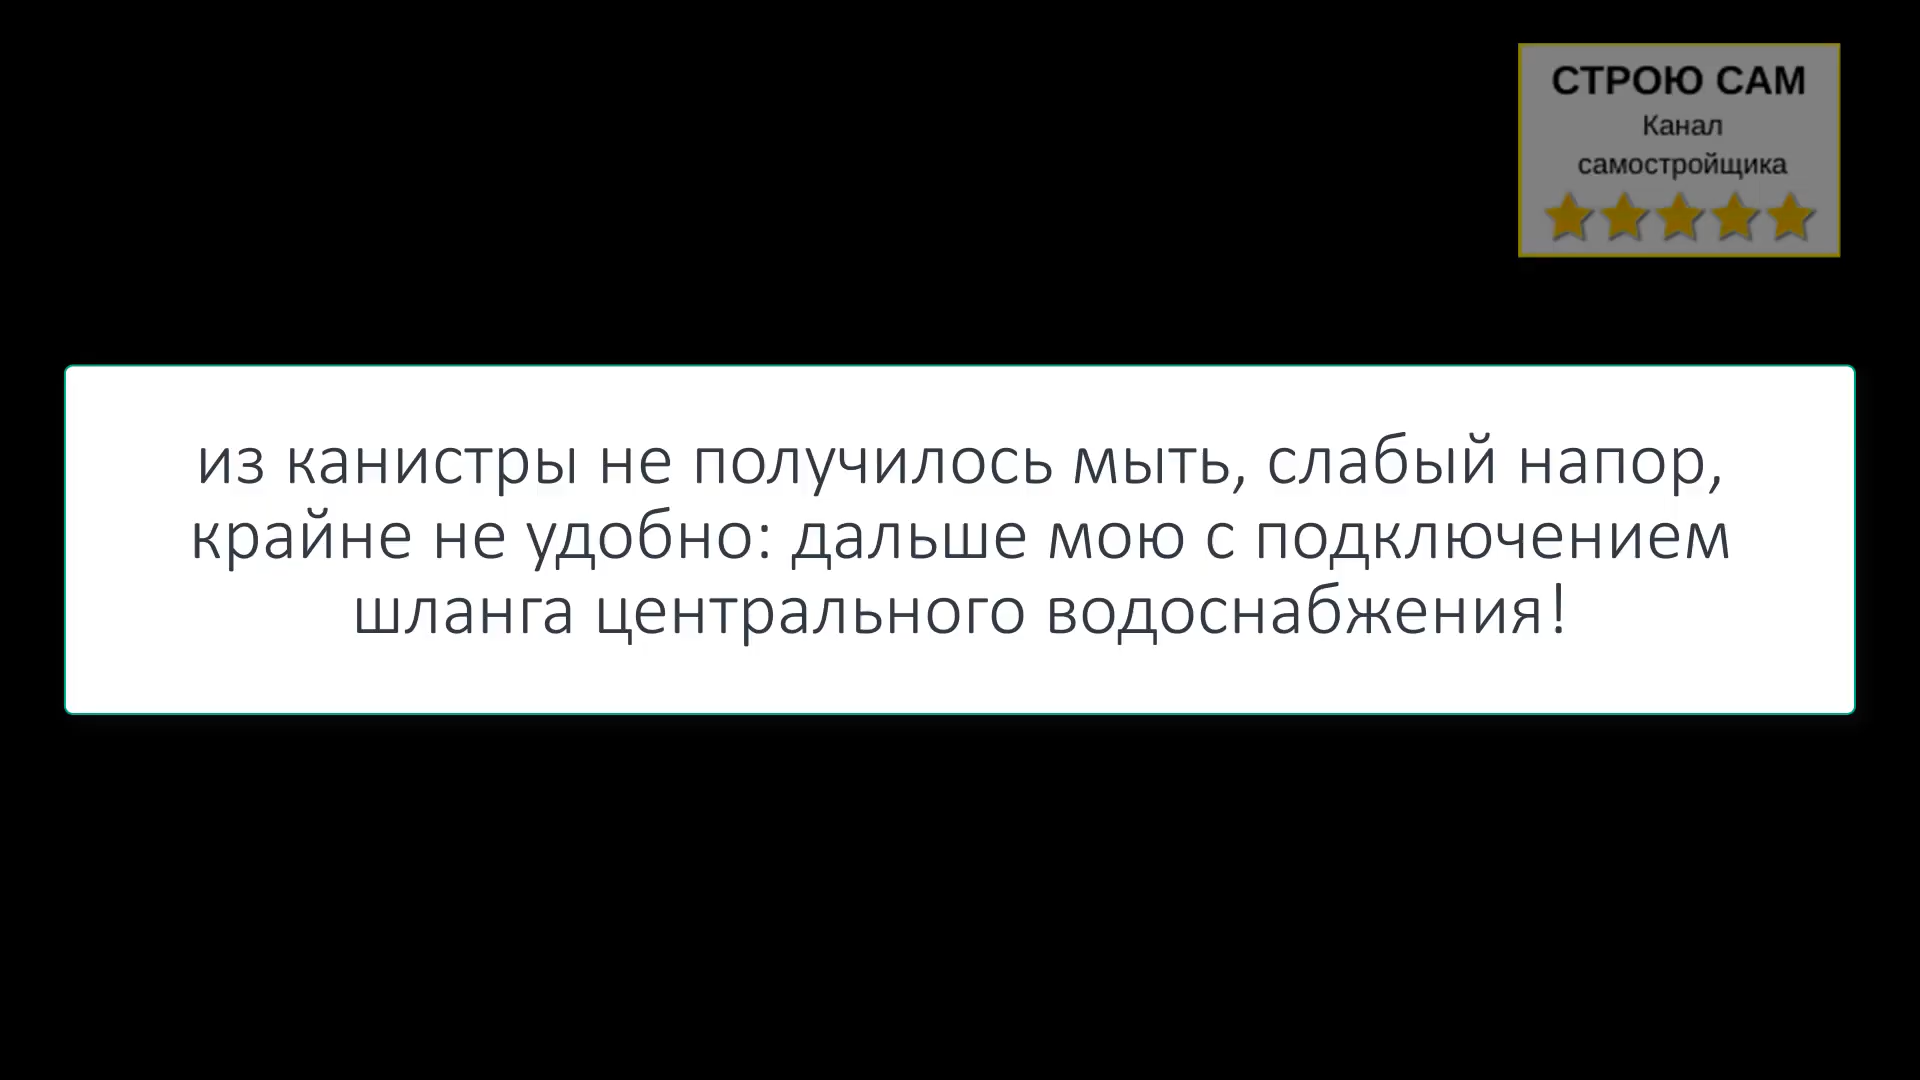 СТРОЮ САМ
Канал
самостройщика
из канистры не получилось мыть, слабый напор,
крайне не удобно: дальше мою с подключением
шланга центрального водоснабжения!